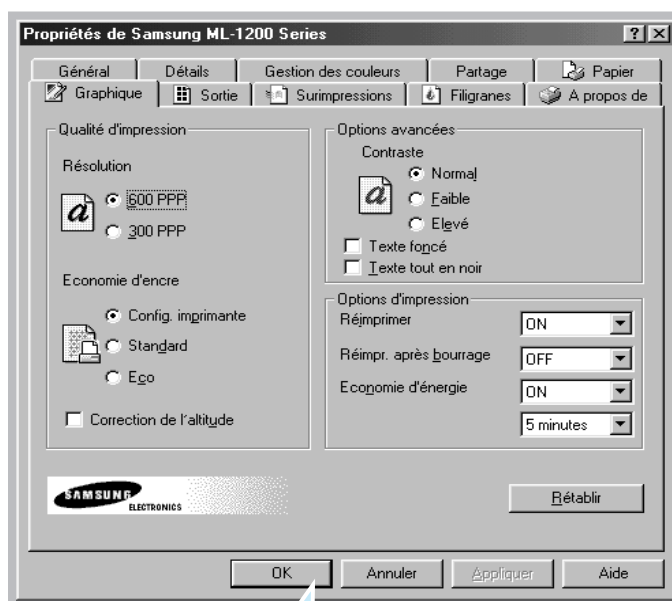 Propriétés de Samsung ML-1200 Series
Général
Détails
Gestion des couleurs
Partage
Papier
Graphique
Sortie
Surimpressions
Filigranes
A propos de
Qualité d'impression
Résolution
a
600 PPP
300 PPP
Economie d'encre
Config. imprimante
Standard
Eco
Correction de l'altitude
Options avancées
Contraste
a
Normal
Faible
Elevé
Texte foncé
Texte tout en noir
Options d'impression
Réimprimer
ON
Réimpr. après bourrage
OFF
Economie d'énergie
ON
5 minutes
SAMSUNG
ELECTRONICS
Rétablir
OK
Annuler
Appliquer
Aide